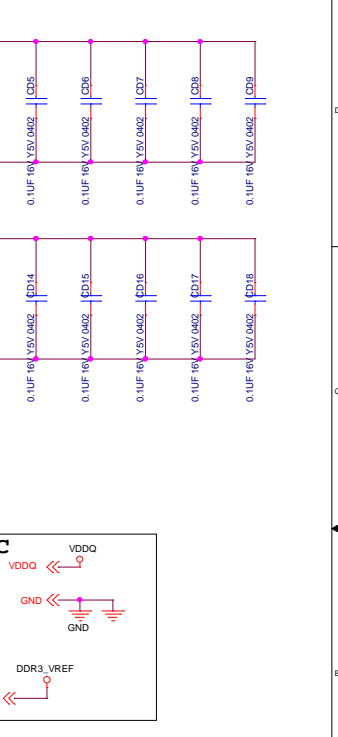 CD5
CD6
CD7
CD8
CD9
0.1UF 16V Y5V 0402
0.1UF 16V Y5V 0402
0.1UF 16V Y5V 0402
0.1UF 16V Y5V 0402
0.1UF 16V Y5V 0402
D
CD14
CD15
CD16
CD17
CD18
0.1UF 16V Y5V 0402
0.1UF 16V Y5V 0402
0.1UF 16V Y5V 0402
0.1UF 16V Y5V 0402
0.1UF 16V Y5V 0402
C
C
VDDQ
VDDQ
GND
GND
DDR3_VREF
B